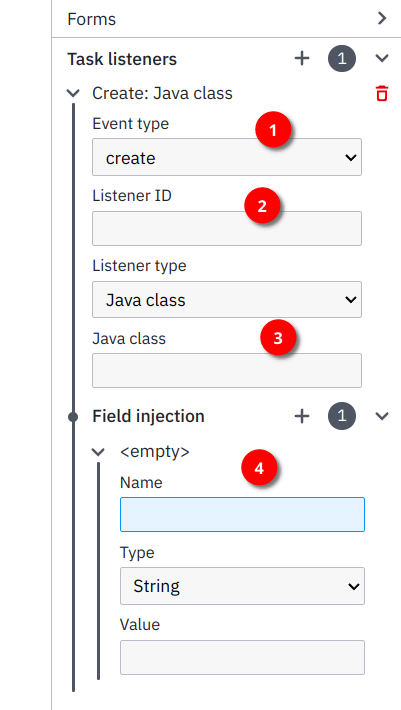 Forms
Task listeners 1
Create: Java class
Event type 1
create
Listener ID 2
Listener type
Java class
Java class 3
Field injection 1
<empty> 4
Name
Type
String
Value